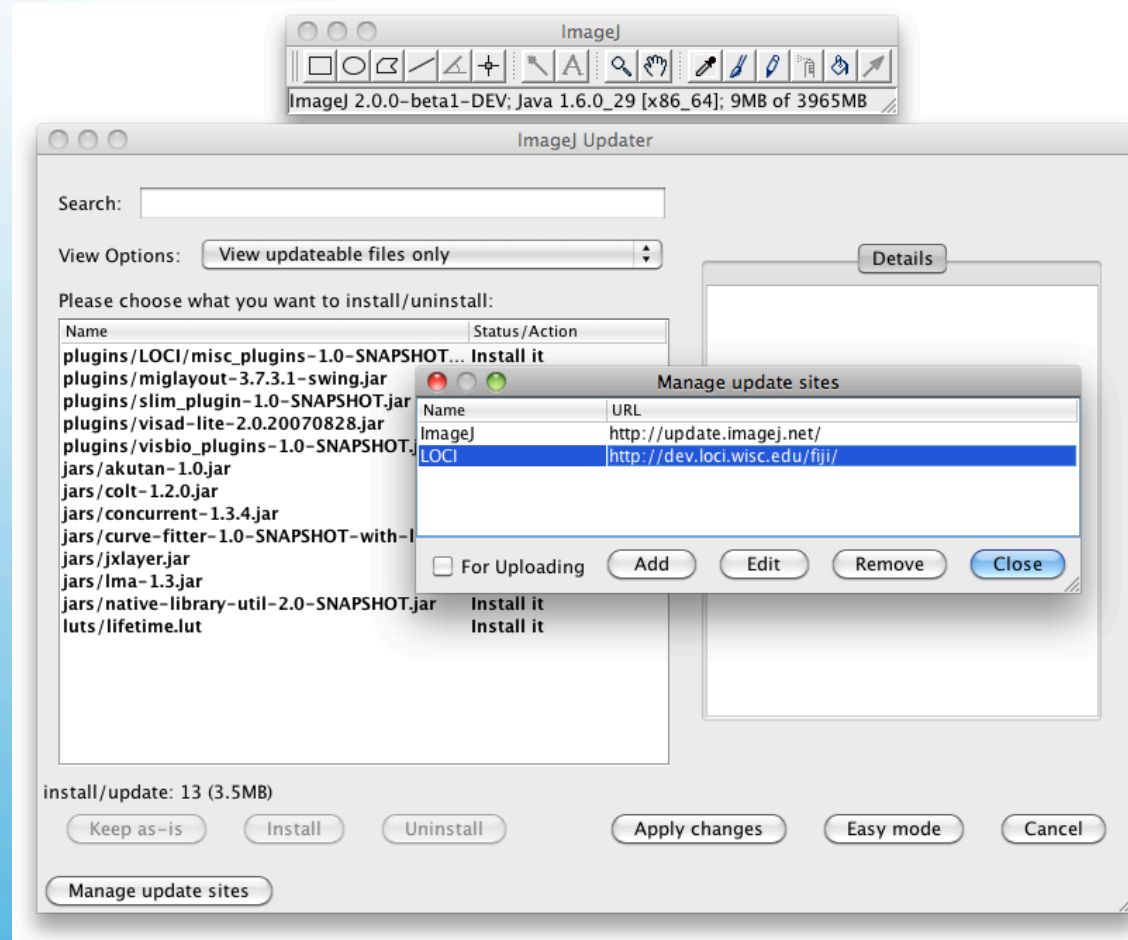 ImageJ
A
ImageJ 2.0.0-beta1-DEV; Java 1.6.0_29 [x86_64]; 9MB of 3965MB
ImageJ Updater
Search:
View Options: View updateable files only
Details
Please choose what you want to install/uninstall:
Name Status/Action
plugins/LOCI/misc_plugins-1.0-SNAPSHOT... Install it
plugins/miglayout-3.7.3.1-swing.jar
plugins/slim_plugin-1.0-SNAPSHOT.jar
plugins/visad-lite-2.0.20070828.jar
plugins/visbio_plugins-1.0-SNAPSHOT.j
jars/akutan-1.0.jar
jars/colt-1.2.0.jar
jars/concurrent-1.3.4.jar
jars/curve-fitter-1.0-SNAPSHOT-with-
jars/jxlayer.jar
jars/lma-1.3.jar
jars/native-library-util-2.0-SNAPSHOT.jar Install it
luts/lifetime.lut Install it
Manage update sites
Name URL
ImageJ http://update.imagej.net/
LOCI http://dev.loci.wisc.edu/fiji/
For Uploading Add Edit Remove Close
install/update: 13 (3.5MB)
Keep as-is Install Uninstall Apply changes Easy mode Cancel
Manage update sites